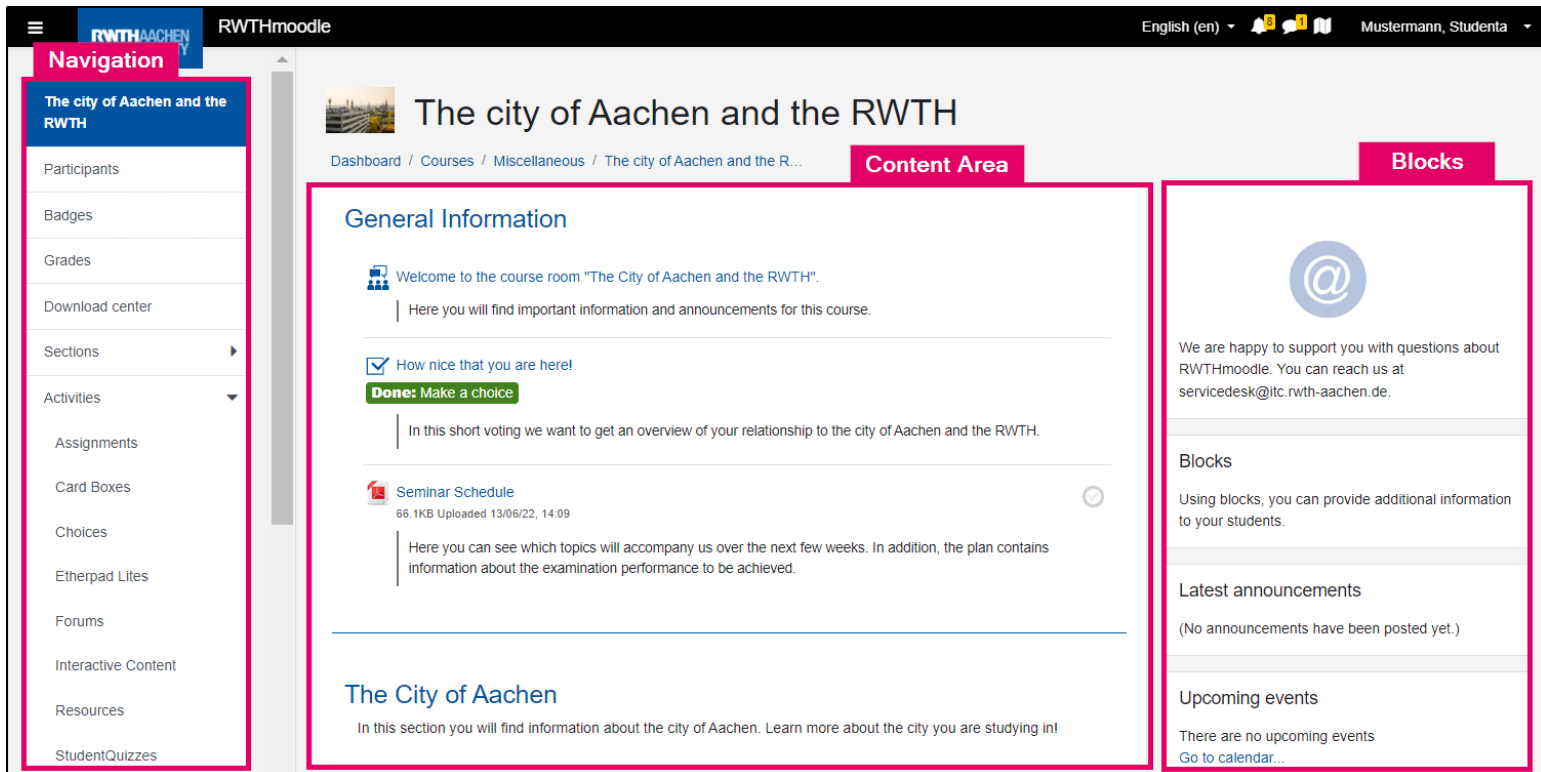 RWTHAACHEN
RWTHmoodle
English (en)
8
1
Mustermann, Studenta
Navigation
The city of Aachen and the
RWTH
Participants
Badges
Grades
Download center
Sections
Activities
Assignments
Card Boxes
Choices
Etherpad Lites
Forums
Interactive Content
Resources
StudentQuizzes
The city of Aachen and the RWTH
Dashboard / Courses / Miscellaneous / The city of Aachen and the R...
Content Area
General Information
Welcome to the course room "The City of Aachen and the RWTH".
Here you will find important information and announcements for this course.
How nice that you are here!
Done: Make a choice
In this short voting we want to get an overview of your relationship to the city of Aachen and the RWTH.
Seminar Schedule
66.1KB Uploaded 13/06/22, 14:09
Here you can see which topics will accompany us over the next few weeks. In addition, the plan contains
information about the examination performance to be achieved.
The City of Aachen
In this section you will find information about the city of Aachen. Learn more about the city you are studying in!
Blocks
@
We are happy to support you with questions about
RWTHmoodle. You can reach us at
servicedesk@itc.rwth-aachen.de.
Blocks
Using blocks, you can provide additional information
to your students.
Latest announcements
(No announcements have been posted yet.)
Upcoming events
There are no upcoming events
Go to calendar...